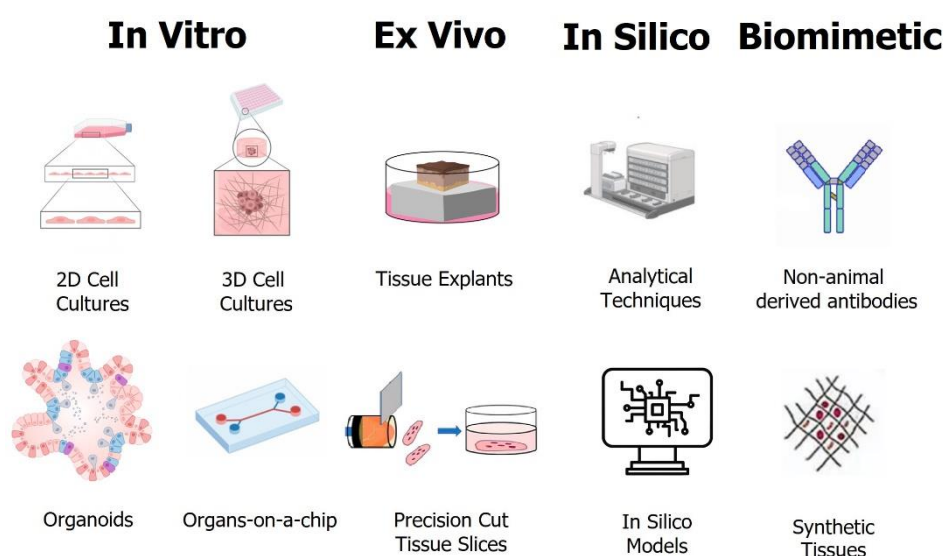 In Vitro
Ex Vivo
In Silico
Biomimetic
2D Cell
Cultures
3D Cell
Cultures
Tissue Explants
Analytical
Techniques
Non-animal
derived antibodies
Organoids
Organs-on-a-chip
Precision Cut
Tissue Slices
In Silico
Models
Synthetic
Tissues